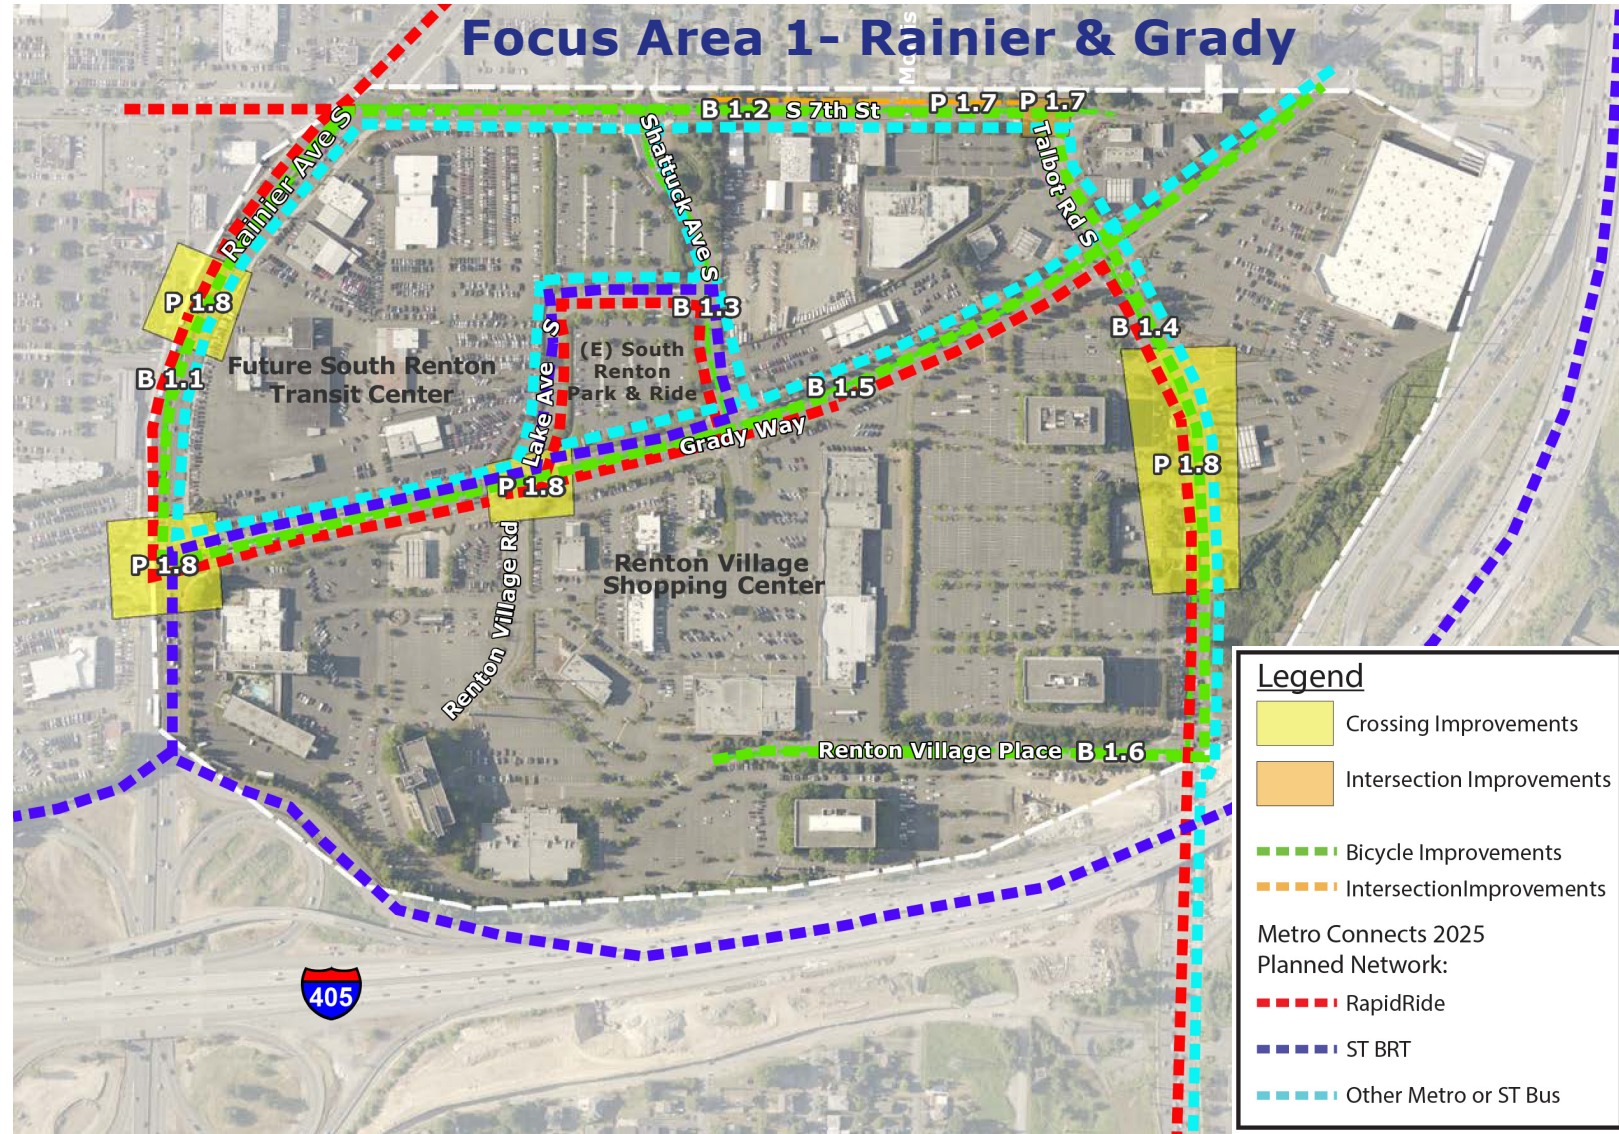 Focus Area 1- Rainier & Grady
B 1.2
S 7th St
P 1.7
P 1.7
Rainier Ave S
Shattuck Ave S
Talbot Rd S
P 1.8
B 1.3
B 1.4
(E) South
Renton
Park & Ride
Future South Renton
Transit Center
B 1.1
Lake Ave S
B 1.5
Grady Way
P 1.8
P 1.8
P 1.8
Renton Village Rd
Renton Village
Shopping Center
Renton Village Place
B 1.6
405
Legend
Crossing Improvements
Intersection Improvements
Bicycle Improvements
IntersectionImprovements
Metro Connects 2025
Planned Network:
RapidRide
ST BRT
Other Metro or ST Bus